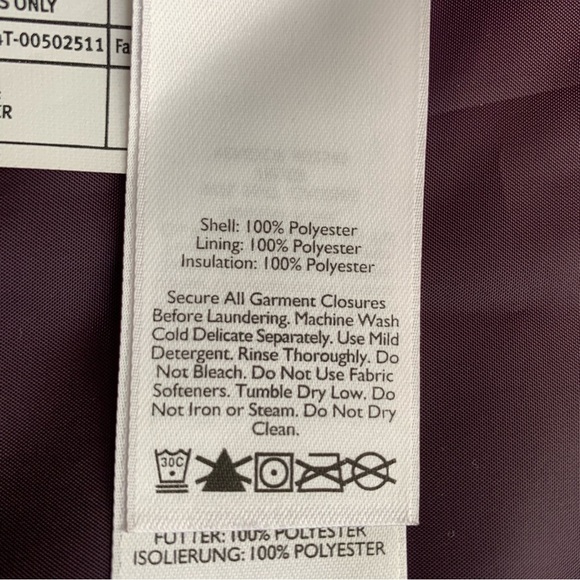 S ONLY
T-00502511 Fa
R
Shell: 100% Polyester
Lining: 100% Polyester
Insulation: 100% Polyester
Secure All Garment Closures
Before Laundering. Machine Wash
Cold Delicate Separately. Use Mild
Detergent. Rinse Thoroughly. Do
Not Bleach. Do Not Use Fabric
Softeners. Tumble Dry Low. Do
Not Iron or Steam. Do Not Dry
Clean.
30C
FUTTER: 100% POLYESTER
ISOLIERUNG: 100% POLYESTER